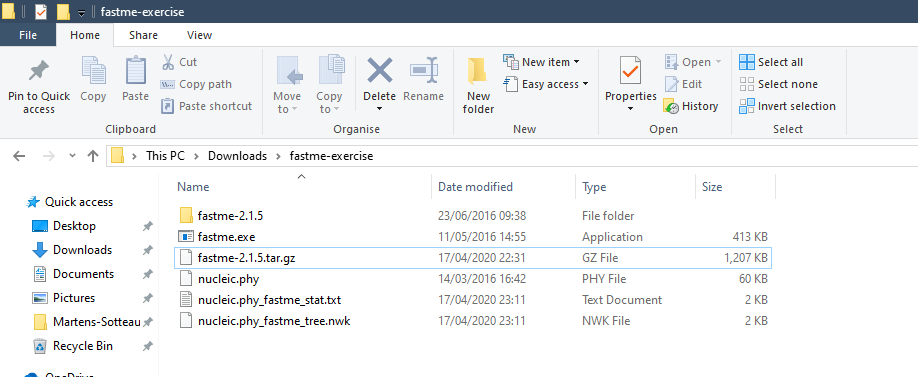 fastme-exercise
File Home Share View
Pin to Quick access
Copy
Paste
Cut
Copy path
Paste shortcut
Clipboard
Move to
Copy to
Delete
Rename
Organise
New folder
New item
Easy access
New
Properties
Open
Edit
History
Open
Select all
Select none
Invert selection
Select
This PC > Downloads > fastme-exercise
Quick access
Desktop
Downloads
Documents
Pictures
Martens-Sotteau
Recycle Bin
OneDrive
Name Date modified Type Size
fastme-2.1.5 23/06/2016 09:38 File folder
fastme.exe 11/05/2016 14:55 Application 413 KB
fastme-2.1.5.tar.gz 17/04/2020 22:31 GZ File 1,207 KB
nucleic.phy 14/03/2016 16:42 PHY File 60 KB
nucleic.phy_fastme_stat.txt 17/04/2020 23:11 Text Document 2 KB
nucleic.phy_fastme_tree.nwk 17/04/2020 23:11 NWK File 2 KB